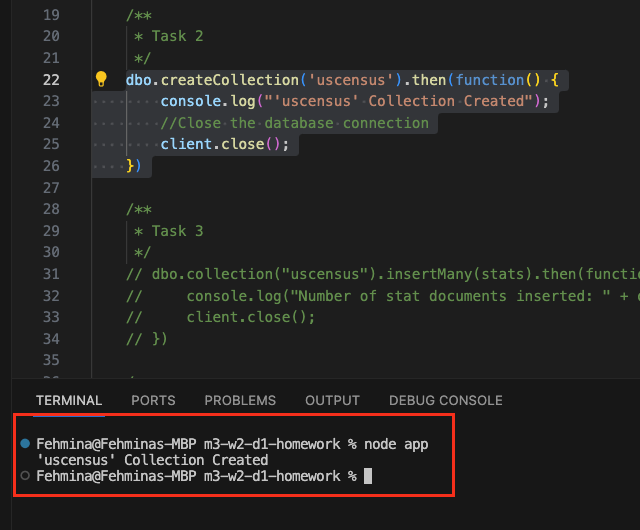 19 /**
20 * Task 2
21 */
22 dbo.createCollection('uscensus').then(function() {
23 console.log("'uscensus' Collection Created");
24 //Close the database connection
25 client.close();
26 })
27
28 /**
29 * Task 3
30 */
31 // dbo.collection("uscensus").insertMany(stats).then(functio
32 // console.log("Number of stat documents inserted: " +
33 // client.close();
34 // })
35
TERMINAL PORTS PROBLEMS OUTPUT DEBUG CONSOLE
Fehmina@Fehminas-MBP m3-w2-d1-homework % node app
'uscensus' Collection Created
Fehmina@Fehminas-MBP m3-w2-d1-homework %